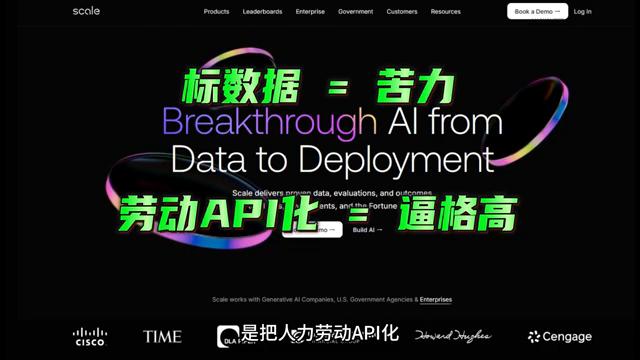 scale
Products Leaderboards Enterprise Government Customers Resources
Book a Demo → Log In
标数据 = 苦力
Breakthrough AI from
Data to Deployment
Scale delivers proven data, evaluations, and outcomes
劳动API化 = 逼格高
Build AI →
Scale works with Generative AI Companies, U.S. Government Agencies & Enterprises
是把人力劳动API化
CISCO
TIME
DLA
Howard Hughes
Cengage